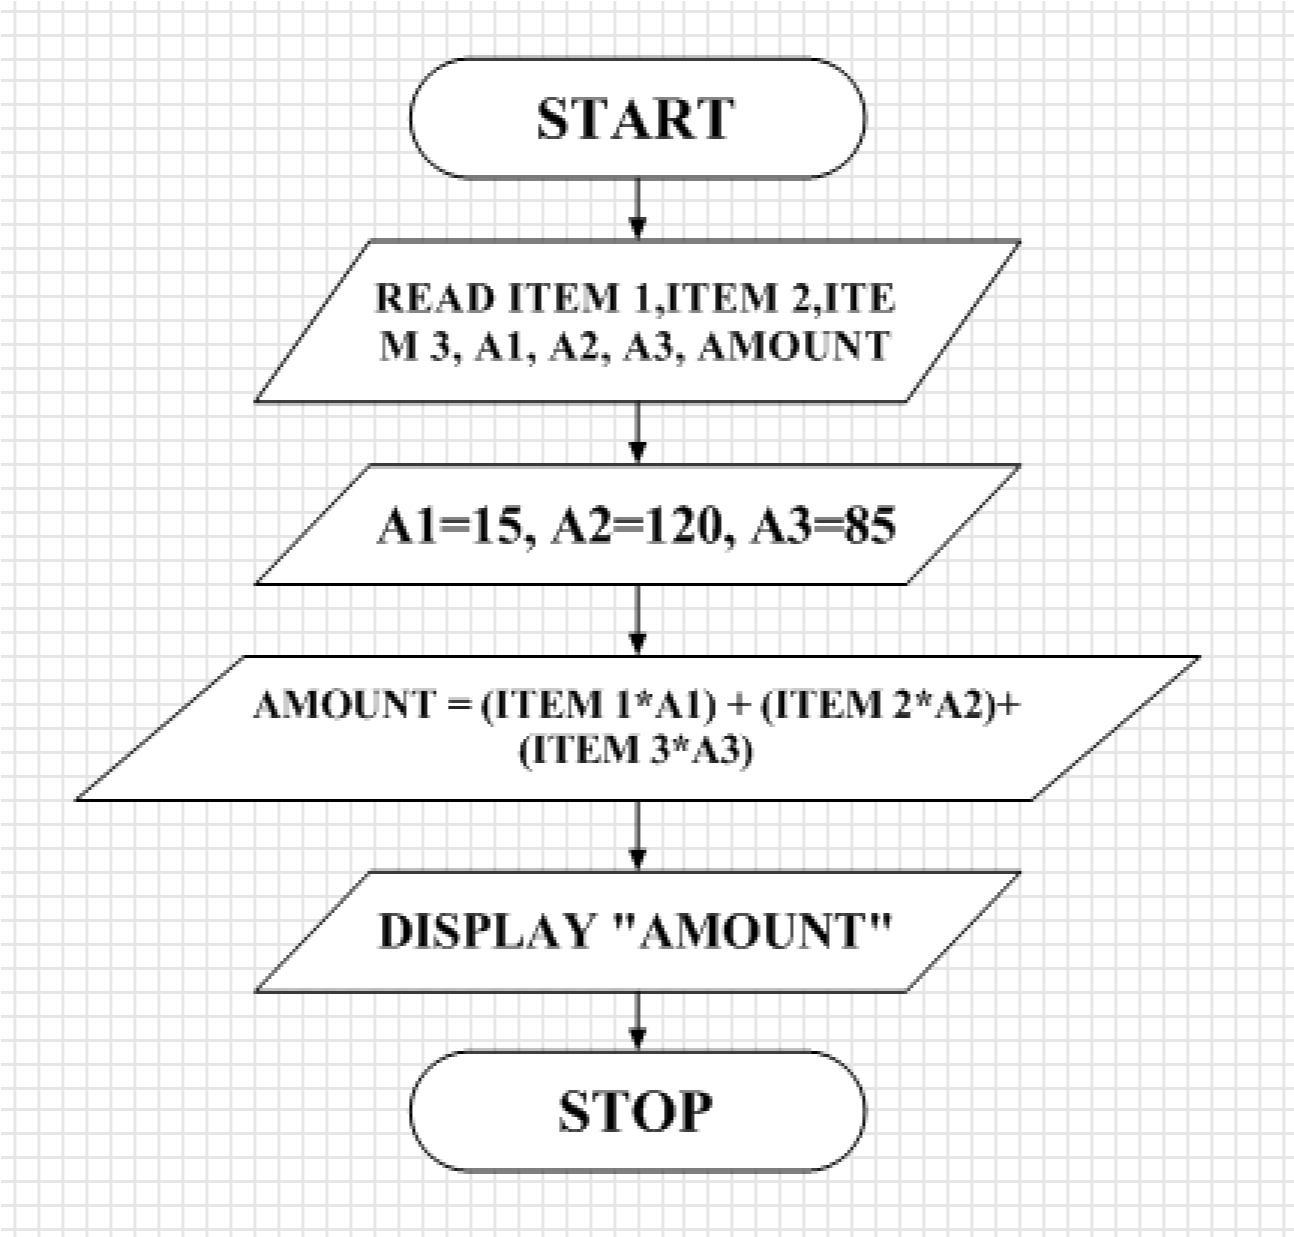 START
READ ITEM 1,ITEM 2,ITE
M 3, A1, A2, A3, AMOUNT
A1=15, A2=120, A3=85
AMOUNT = (ITEM 1*A1) + (ITEM 2*A2)+
(ITEM 3*A3)
DISPLAY "AMOUNT"
STOP